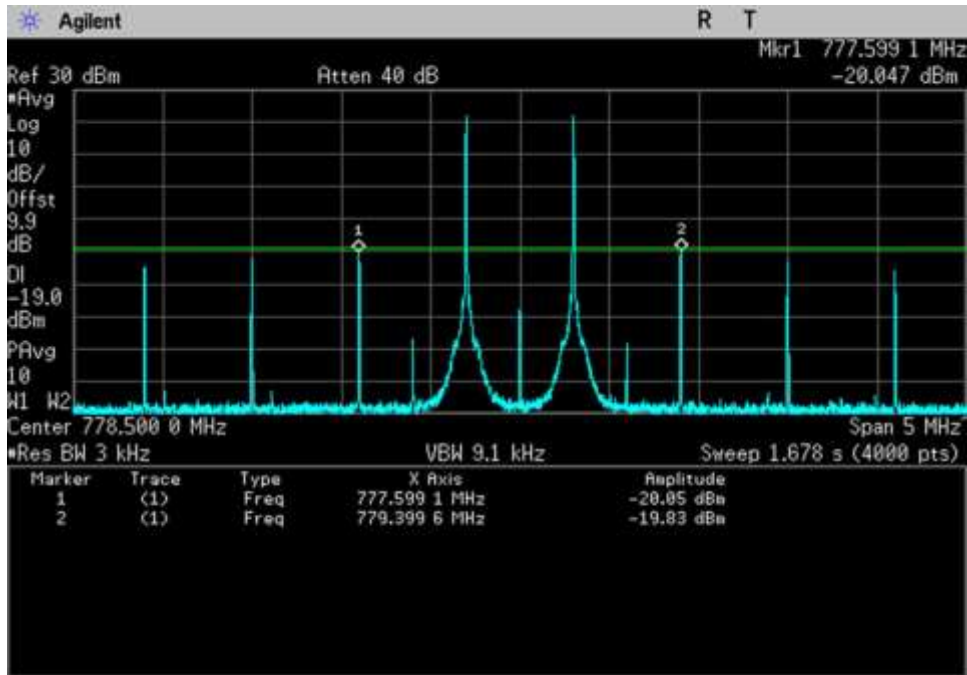 Agilent R T
Mkr1 777.599 1 MHz
Ref 30 dBm Atten 40 dB -20.047 dBm
#Avg
Log
10
dB/
Offst
9.9
dB
DI
-19.0
dBm
PAvg
10
W1 W2
1
2
Center 778.500 0 MHz Span 5 MHz
#Res BW 3 kHz VBW 9.1 kHz Sweep 1.678 s (4000 pts)
Marker Trace Type X Axis Amplitude
1 (1) Freq 777.599 1 MHz -20.05 dBm
2 (1) Freq 779.399 6 MHz -19.83 dBm